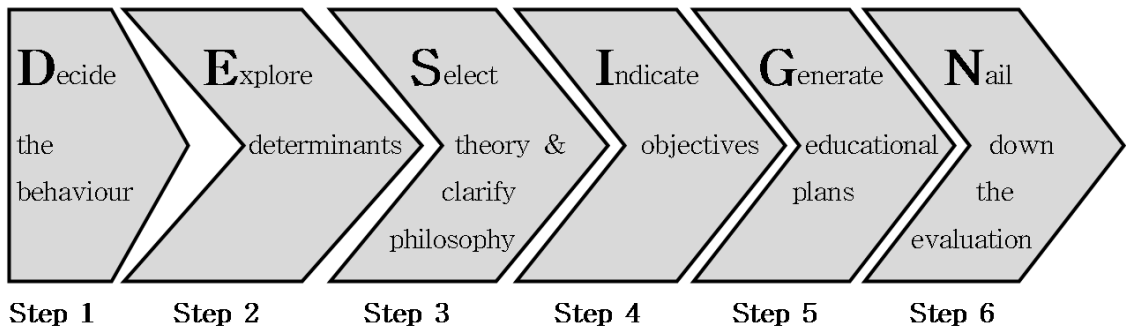 Decide
the
behaviour
Explore
determinants
Select
theory &
clarify
philosophy
Indicate
objectives
Generate
educational
plans
Nail
down
the
evaluation
Step 1
Step 2
Step 3
Step 4
Step 5
Step 6